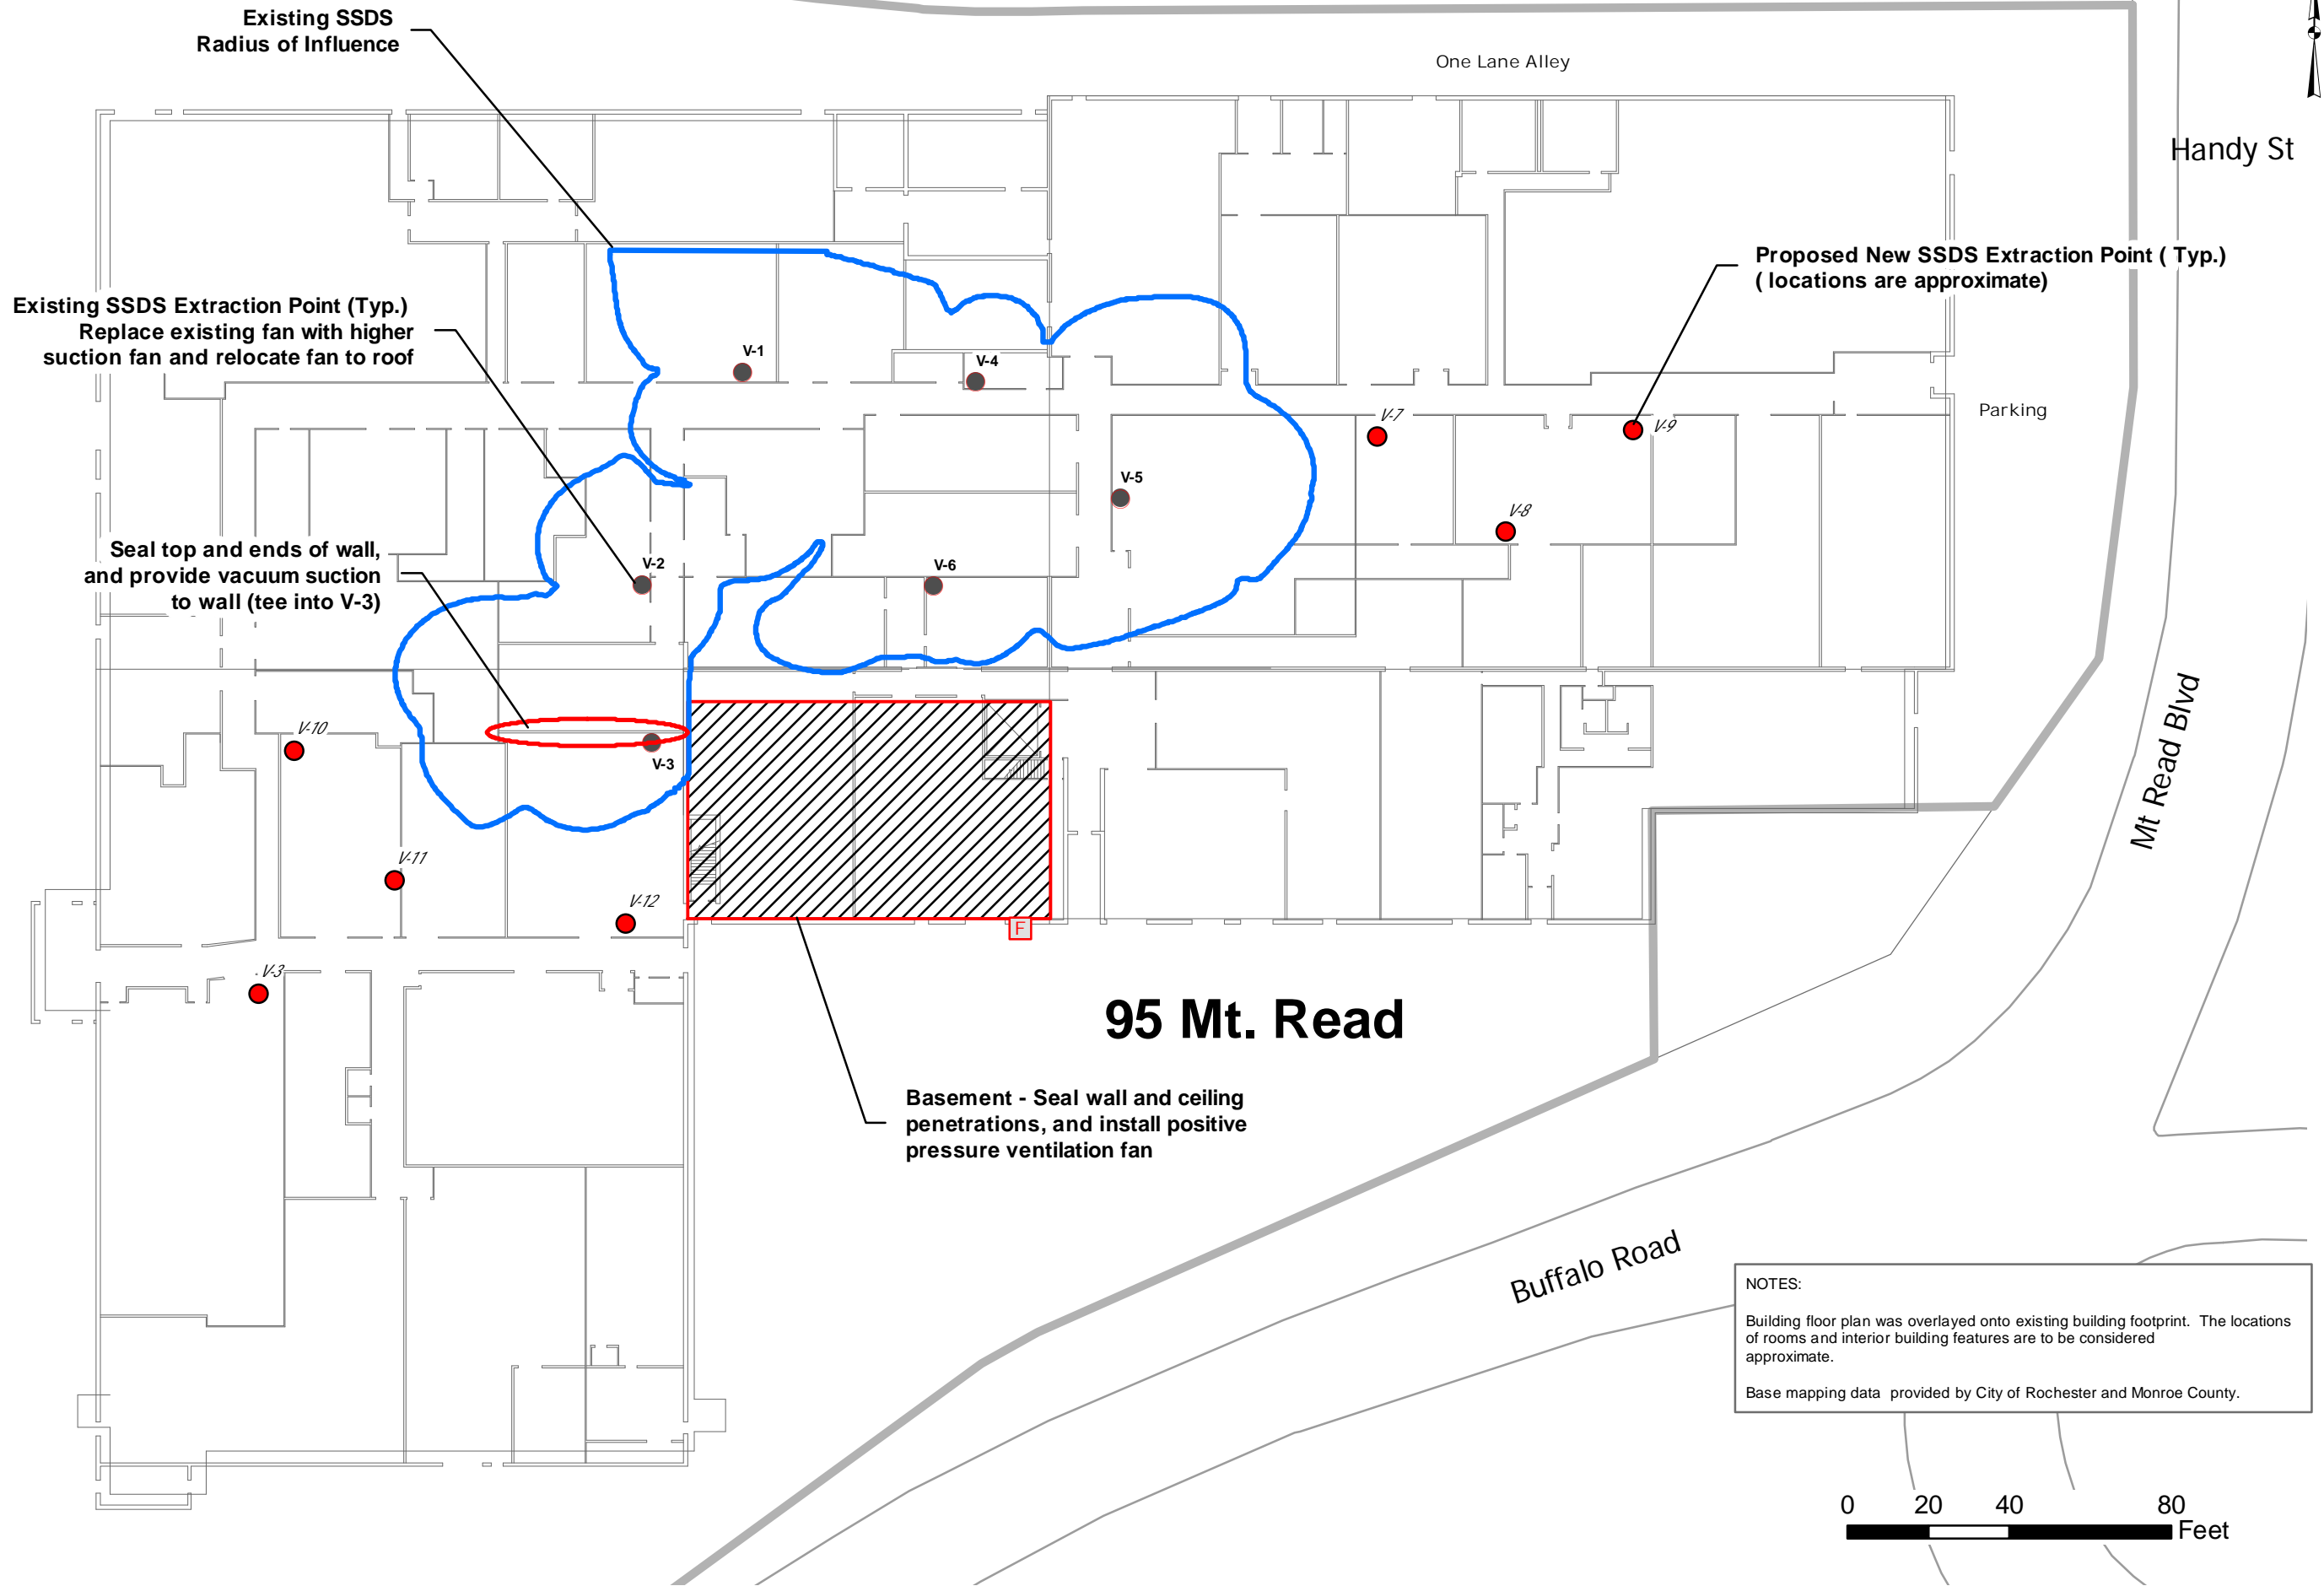 Existing SSDS
Radius of Influence
One Lane Alley
Handy St
Proposed New SSDS Extraction Point ( Typ.)
( locations are approximate)
Existing SSDS Extraction Point (Typ.)
Replace existing fan with higher
suction fan and relocate fan to roof
V-1
V-4
Parking
V-7
V-9
V-5
V-8
Seal top and ends of wall,
and provide vacuum suction
to wall (tee into V-3)
V-2
V-6
V-10
V-3
Mt Read Blvd
V-11
V-12
F
V-3
95 Mt. Read
Basement - Seal wall and ceiling
penetrations, and install positive
pressure ventilation fan
Buffalo Road
NOTES:
Building floor plan was overlayed onto existing building footprint. The locations
of rooms and interior building features are to be considered
approximate.
Base mapping data provided by City of Rochester and Monroe County.
0 20 40 80
Feet